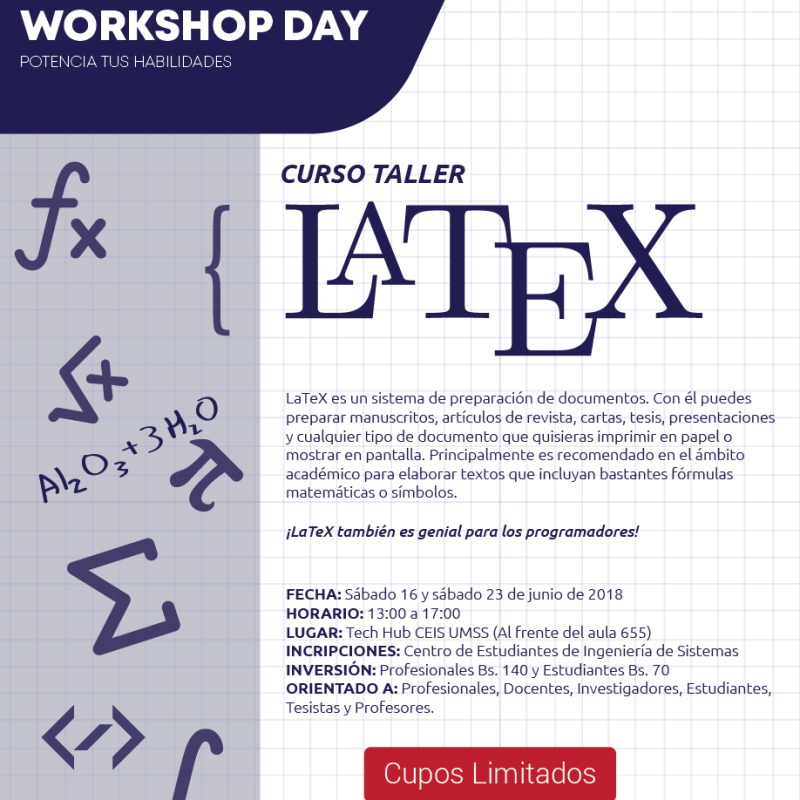 WORKSHOP DAY
POTENCIA TUS HABILIDADES
CURSO TALLER
LATEX
fx
{
√x
Al₂O₃+3H₂O
π
Σ
</>
∫
LaTeX es un sistema de preparación de documentos. Con él puedes
preparar manuscritos, artículos de revista, cartas, tesis, presentaciones
y cualquier tipo de documento que quisieras imprimir en papel o
mostrar en pantalla. Principalmente es recomendado en el ámbito
académico para elaborar textos que incluyan bastantes fórmulas
matemáticas o símbolos.
¡LaTeX también es genial para los programadores!
FECHA: Sábado 16 y sábado 23 de junio de 2018
HORARIO: 13:00 a 17:00
LUGAR: Tech Hub CEIS UMSS (Al frente del aula 655)
INCRIPCIONES: Centro de Estudiantes de Ingeniería de Sistemas
INVERSIÓN: Profesionales Bs. 140 y Estudiantes Bs. 70
ORIENTADO A: Profesionales, Docentes, Investigadores, Estudiantes,
Tesistas y Profesores.
Cupos Limitados